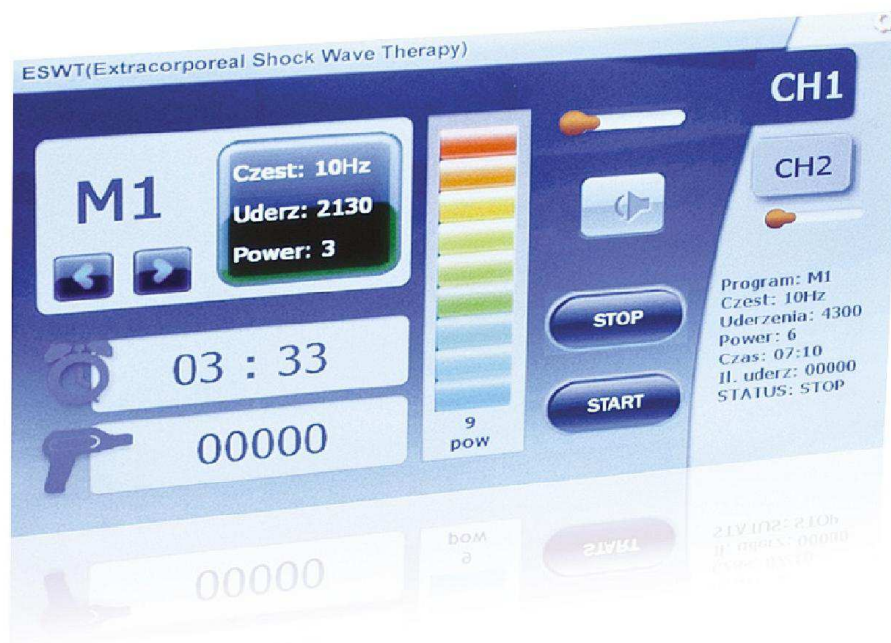 ESWT(Extracorporeal Shock Wave Therapy)
CH1
M1
Czest: 10Hz
Uderz: 2130
Power: 3
CH2
03 : 33
00000
9
pow
STOP
START
Program: M1
Czest: 10Hz
Uderzenia: 4300
Power: 6
Czas: 07:10
Il. uderz: 00000
STATUS: STOP